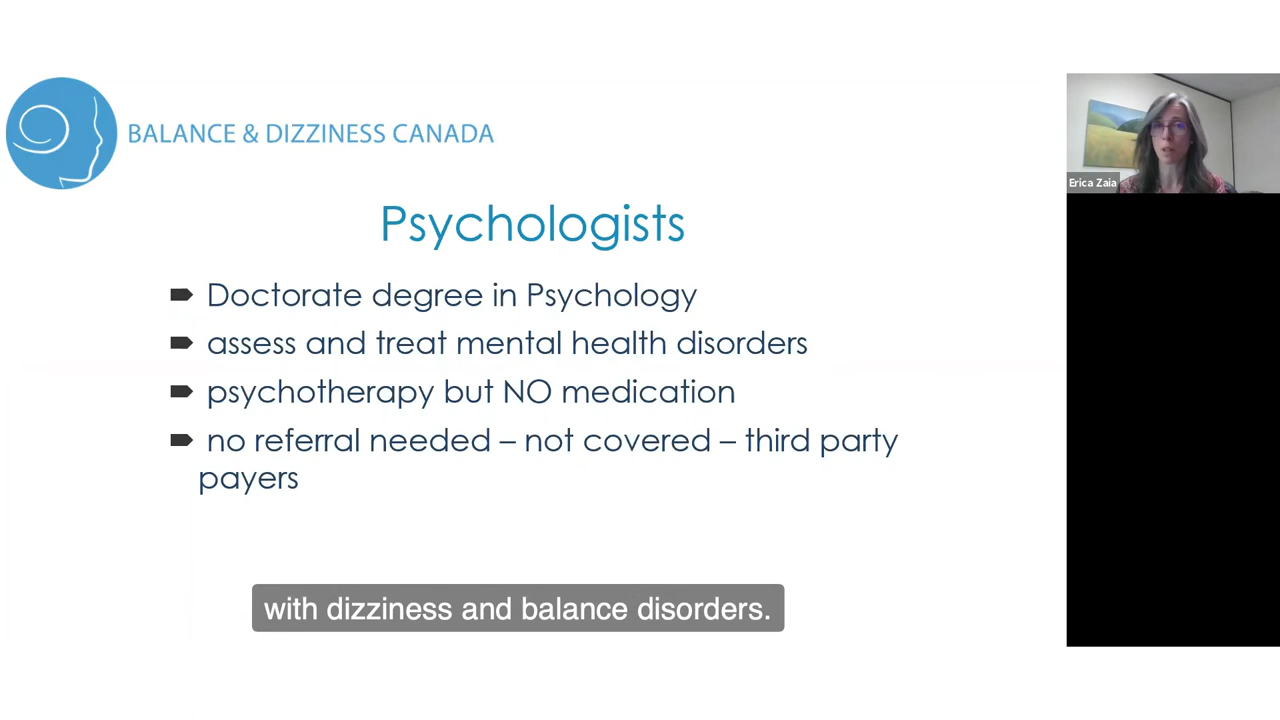 BALANCE & DIZZINESS CANADA
Erica Zaia
Psychologists
Doctorate degree in Psychology
assess and treat mental health disorders
psychotherapy but NO medication
no referral needed – not covered – third party
payers
with dizziness and balance disorders.